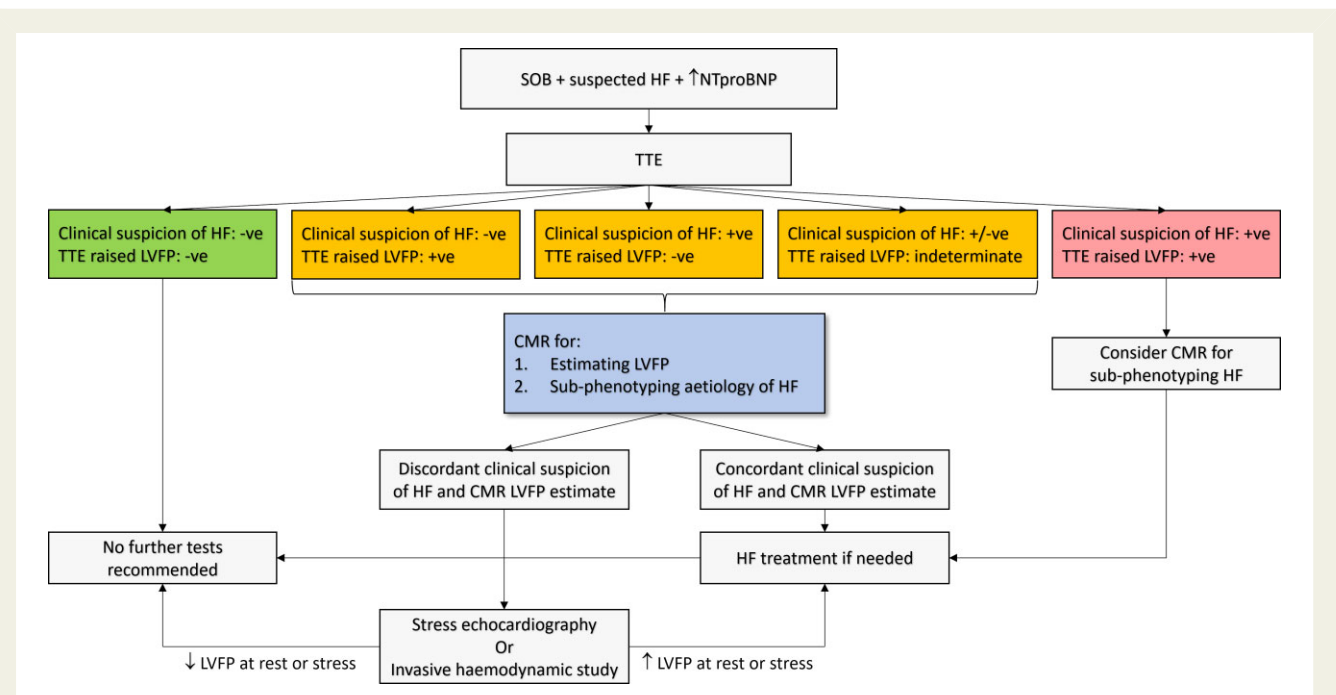 SOB + suspected HF + ↑NTproBNP
TTE
Clinical suspicion of HF: -ve
TTE raised LVFP: -ve
Clinical suspicion of HF: -ve
TTE raised LVFP: +ve
Clinical suspicion of HF: +ve
TTE raised LVFP: -ve
Clinical suspicion of HF: +/-ve
TTE raised LVFP: indeterminate
Clinical suspicion of HF: +ve
TTE raised LVFP: +ve
CMR for:
1. Estimating LVFP
2. Sub-phenotyping aetiology of HF
Consider CMR for
sub-phenotyping HF
Discordant clinical suspicion
of HF and CMR LVFP estimate
Concordant clinical suspicion
of HF and CMR LVFP estimate
No further tests
recommended
HF treatment if needed
Stress echocardiography
Or
Invasive haemodynamic study
↓ LVFP at rest or stress
↑ LVFP at rest or stress